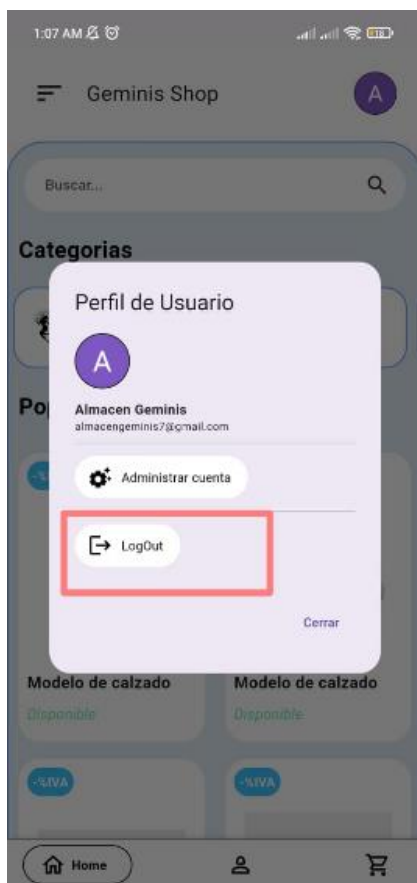 1:07 AM
Geminis Shop
A
Buscar...
Categorias
Perfil de Usuario
A
Almacen Geminis
almacengeminis7@gmail.com
Administrar cuenta
LogOut
Cerrar
Modelo de calzado
Modelo de calzado
Disponible
Disponible
-%IVA
-%IVA
Home